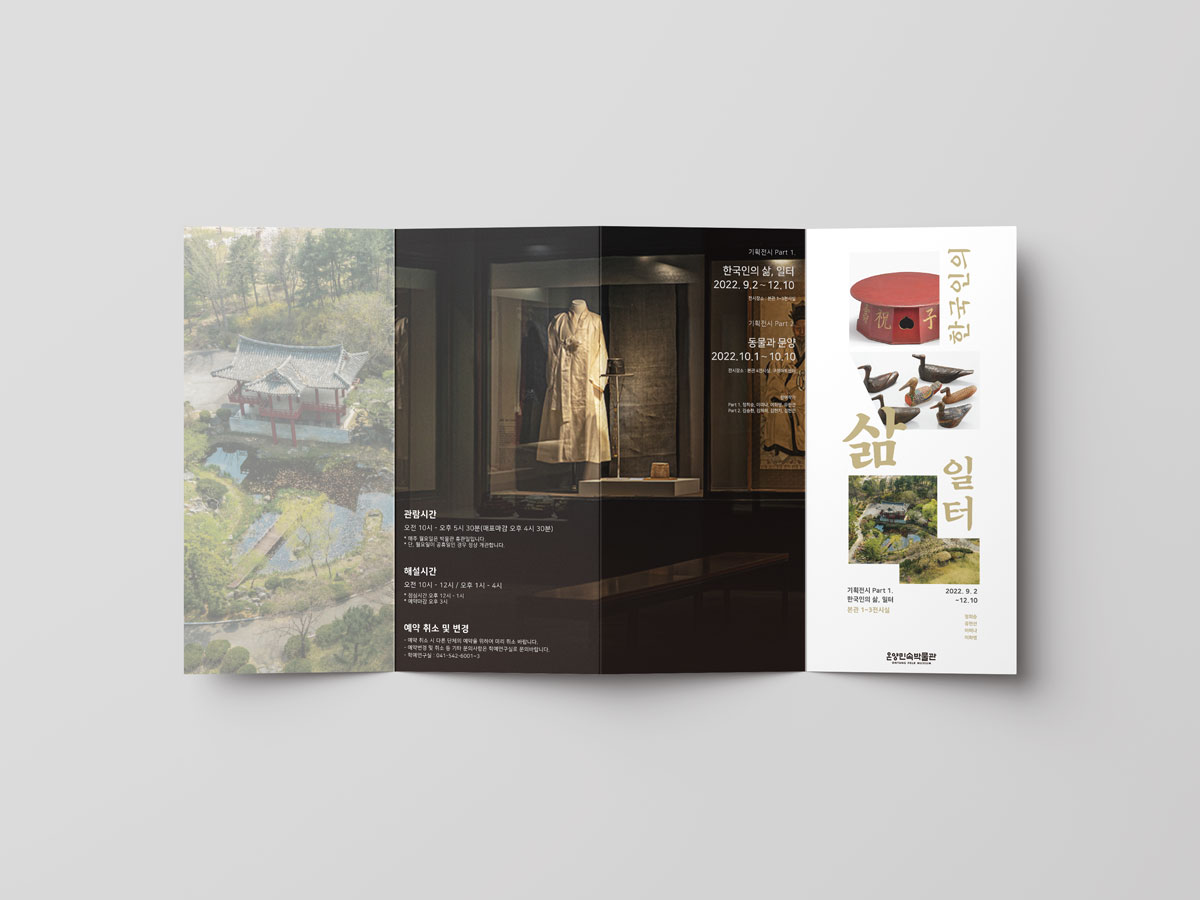 관람시간
오전 10시 - 오후 5시 30분(매표마감 오후 4시 30분)
* 매주 월요일은 박물관 휴관일입니다.
* 단, 월요일이 공휴일인 경우 정상 개관합니다.
해설시간
오전 10시 - 12시 / 오후 1시 - 4시
* 점심시간 오후 12시 - 1시
* 예약마감 오후 3시
예약 취소 및 변경
- 예약 취소 시 다른 단체의 예약을 위하여 미리 취소 바랍니다.
- 예약변경 및 취소 등 기타 문의사항은 학예연구실로 문의바랍니다.
- 학예연구실 : 041-542-6001~3
기획전시 Part 1.
한국인의 삶, 일터
2022. 9.2 ~ 12.10
전시장소 : 본관 1~3전시실
기획전시 Part 2.
동물과 문양
2022.10.1 ~ 10.10
전시장소 : 본관
Part 1.
Part 2.
한국인의
삶
일터
기획전시 Part 1.
한국인의 삶, 일터
본관 1~3전시실
2022. 9. 2
~12.10
온양민속박물관
ONYANG FOLK MUSEUM